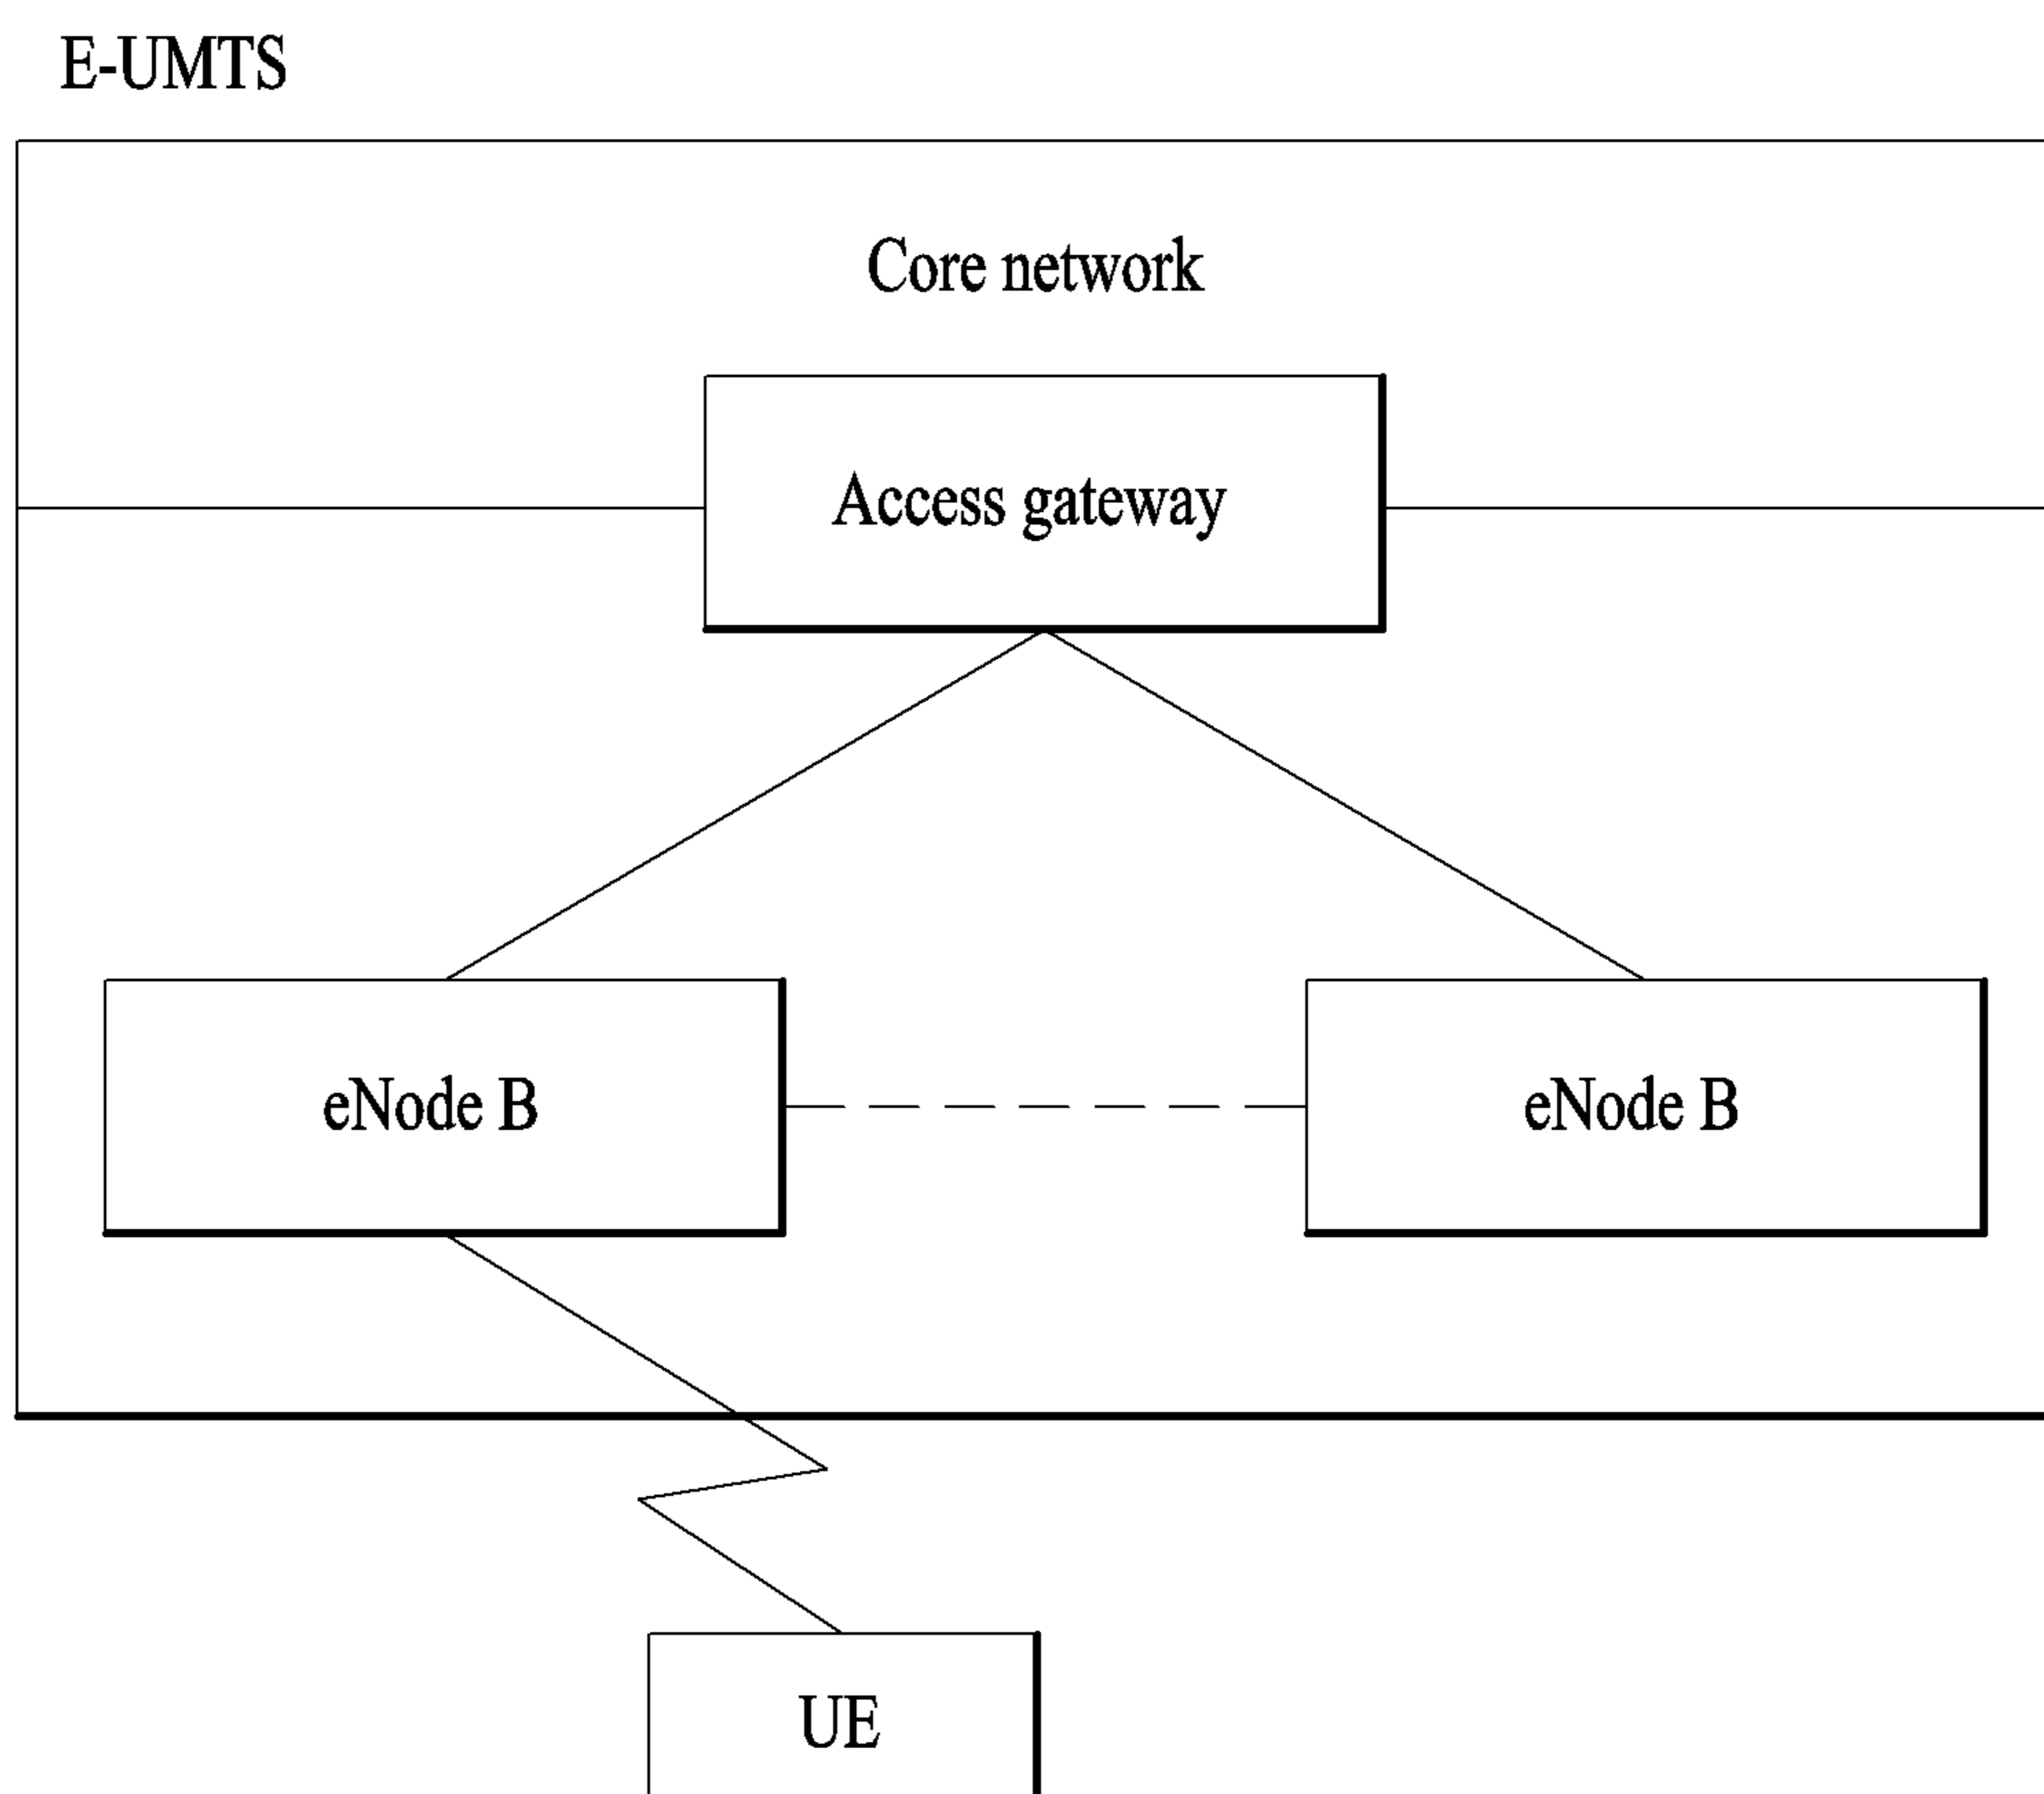 E-UMTS
Core network
Access gateway
eNode B
eNode B
UE